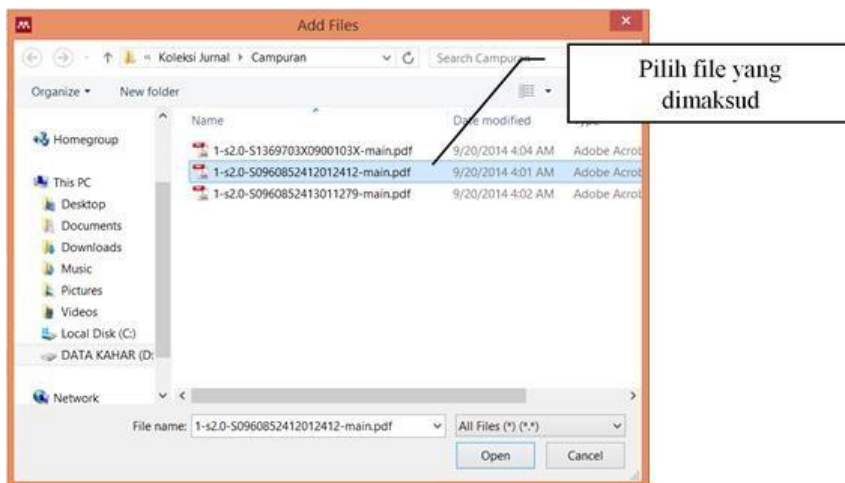 Add Files
« Koleksi Jurnal Campuran
Search Campuran
Pilih file yang
dimaksud
Organize New folder
Name Date modified
Homegroup
1-s2.0-S1369703X0900103X-main.pdf 9/20/2014 4:04 AM Adobe Acrob
This PC
1-s2.0-S0960852412012412-main.pdf 9/20/2014 4:01 AM Adobe Acrob
Desktop
1-s2.0-S0960852413011279-main.pdf 9/20/2014 4:02 AM Adobe Acrob
Documents
Downloads
Music
Pictures
Videos
Local Disk (C:)
DATA KAHAR (D:
Network
File name: 1-s2.0-S0960852412012412-main.pdf All Files (*) (*.*)
Open Cancel